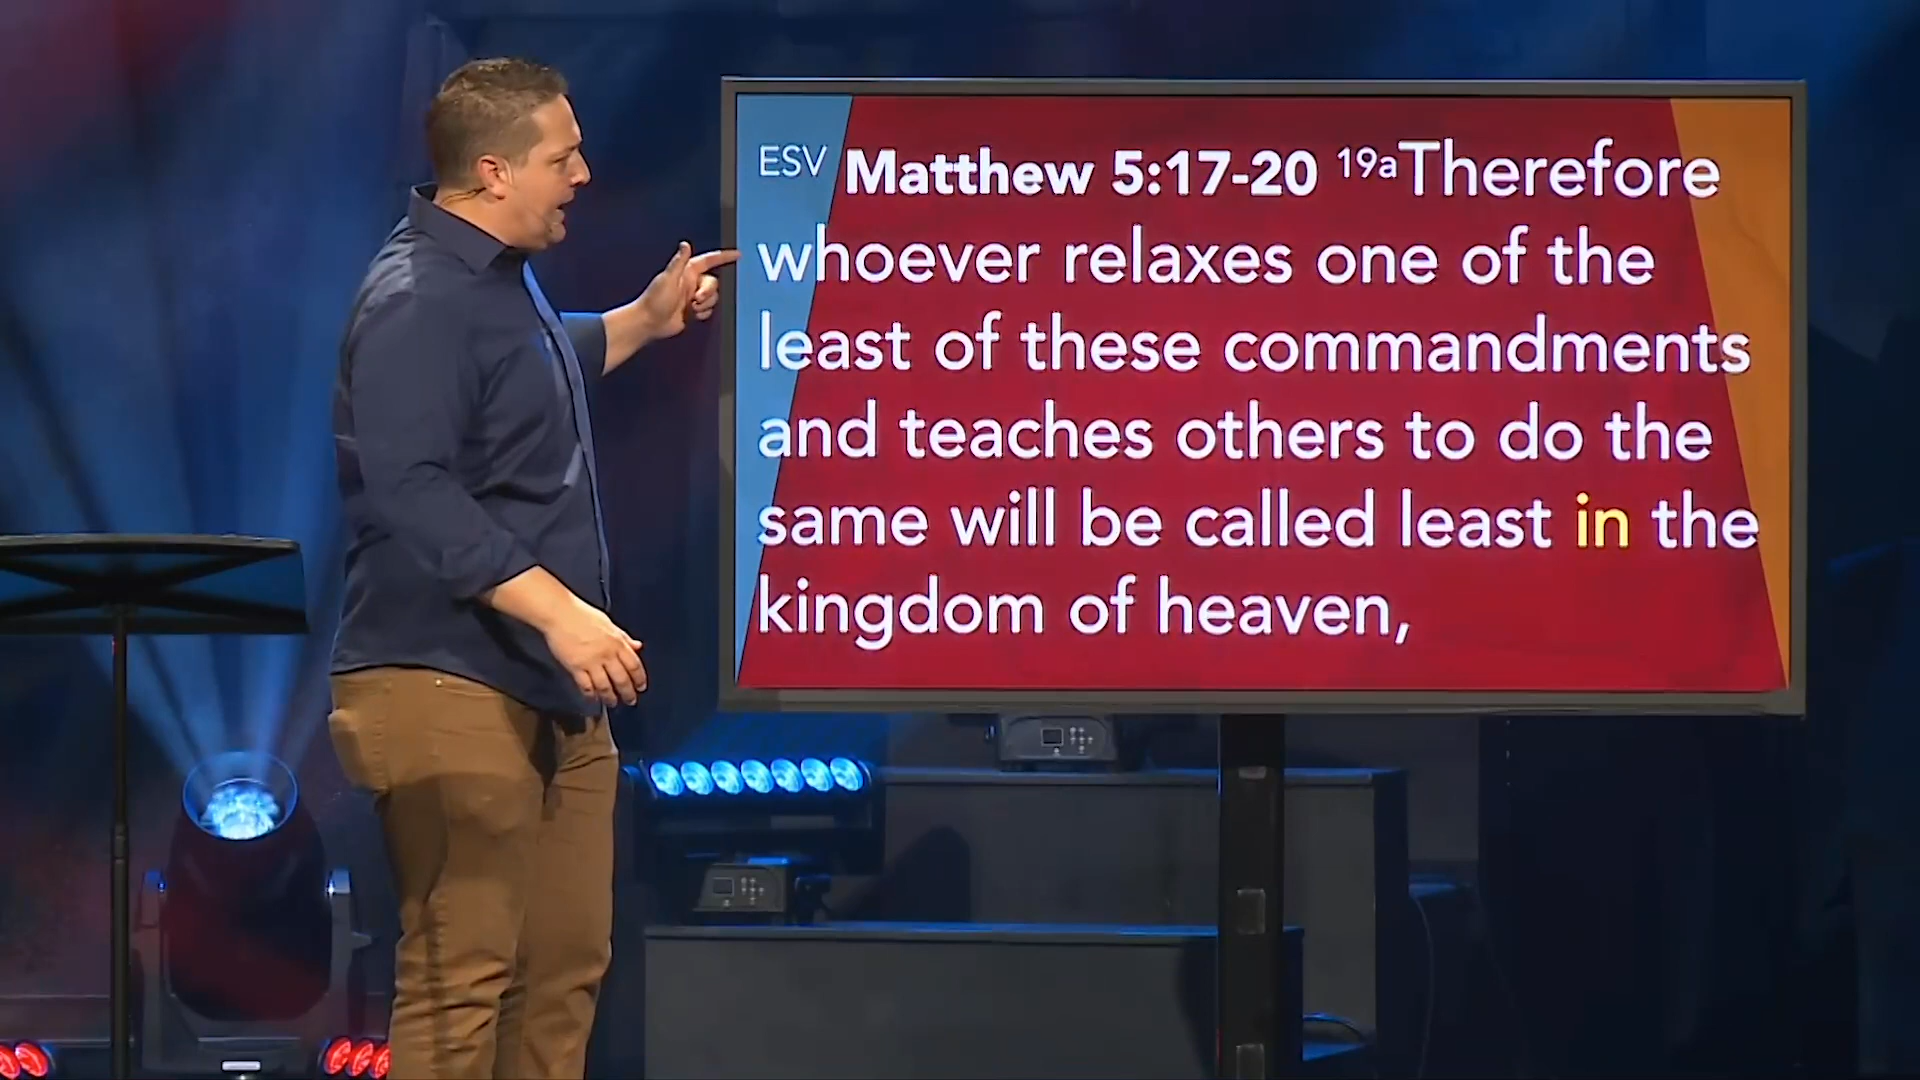 ESV Matthew 5:17-20 19aTherefore
whoever relaxes one of the
least of these commandments
and teaches others to do the
same will be called least in the
kingdom of heaven,